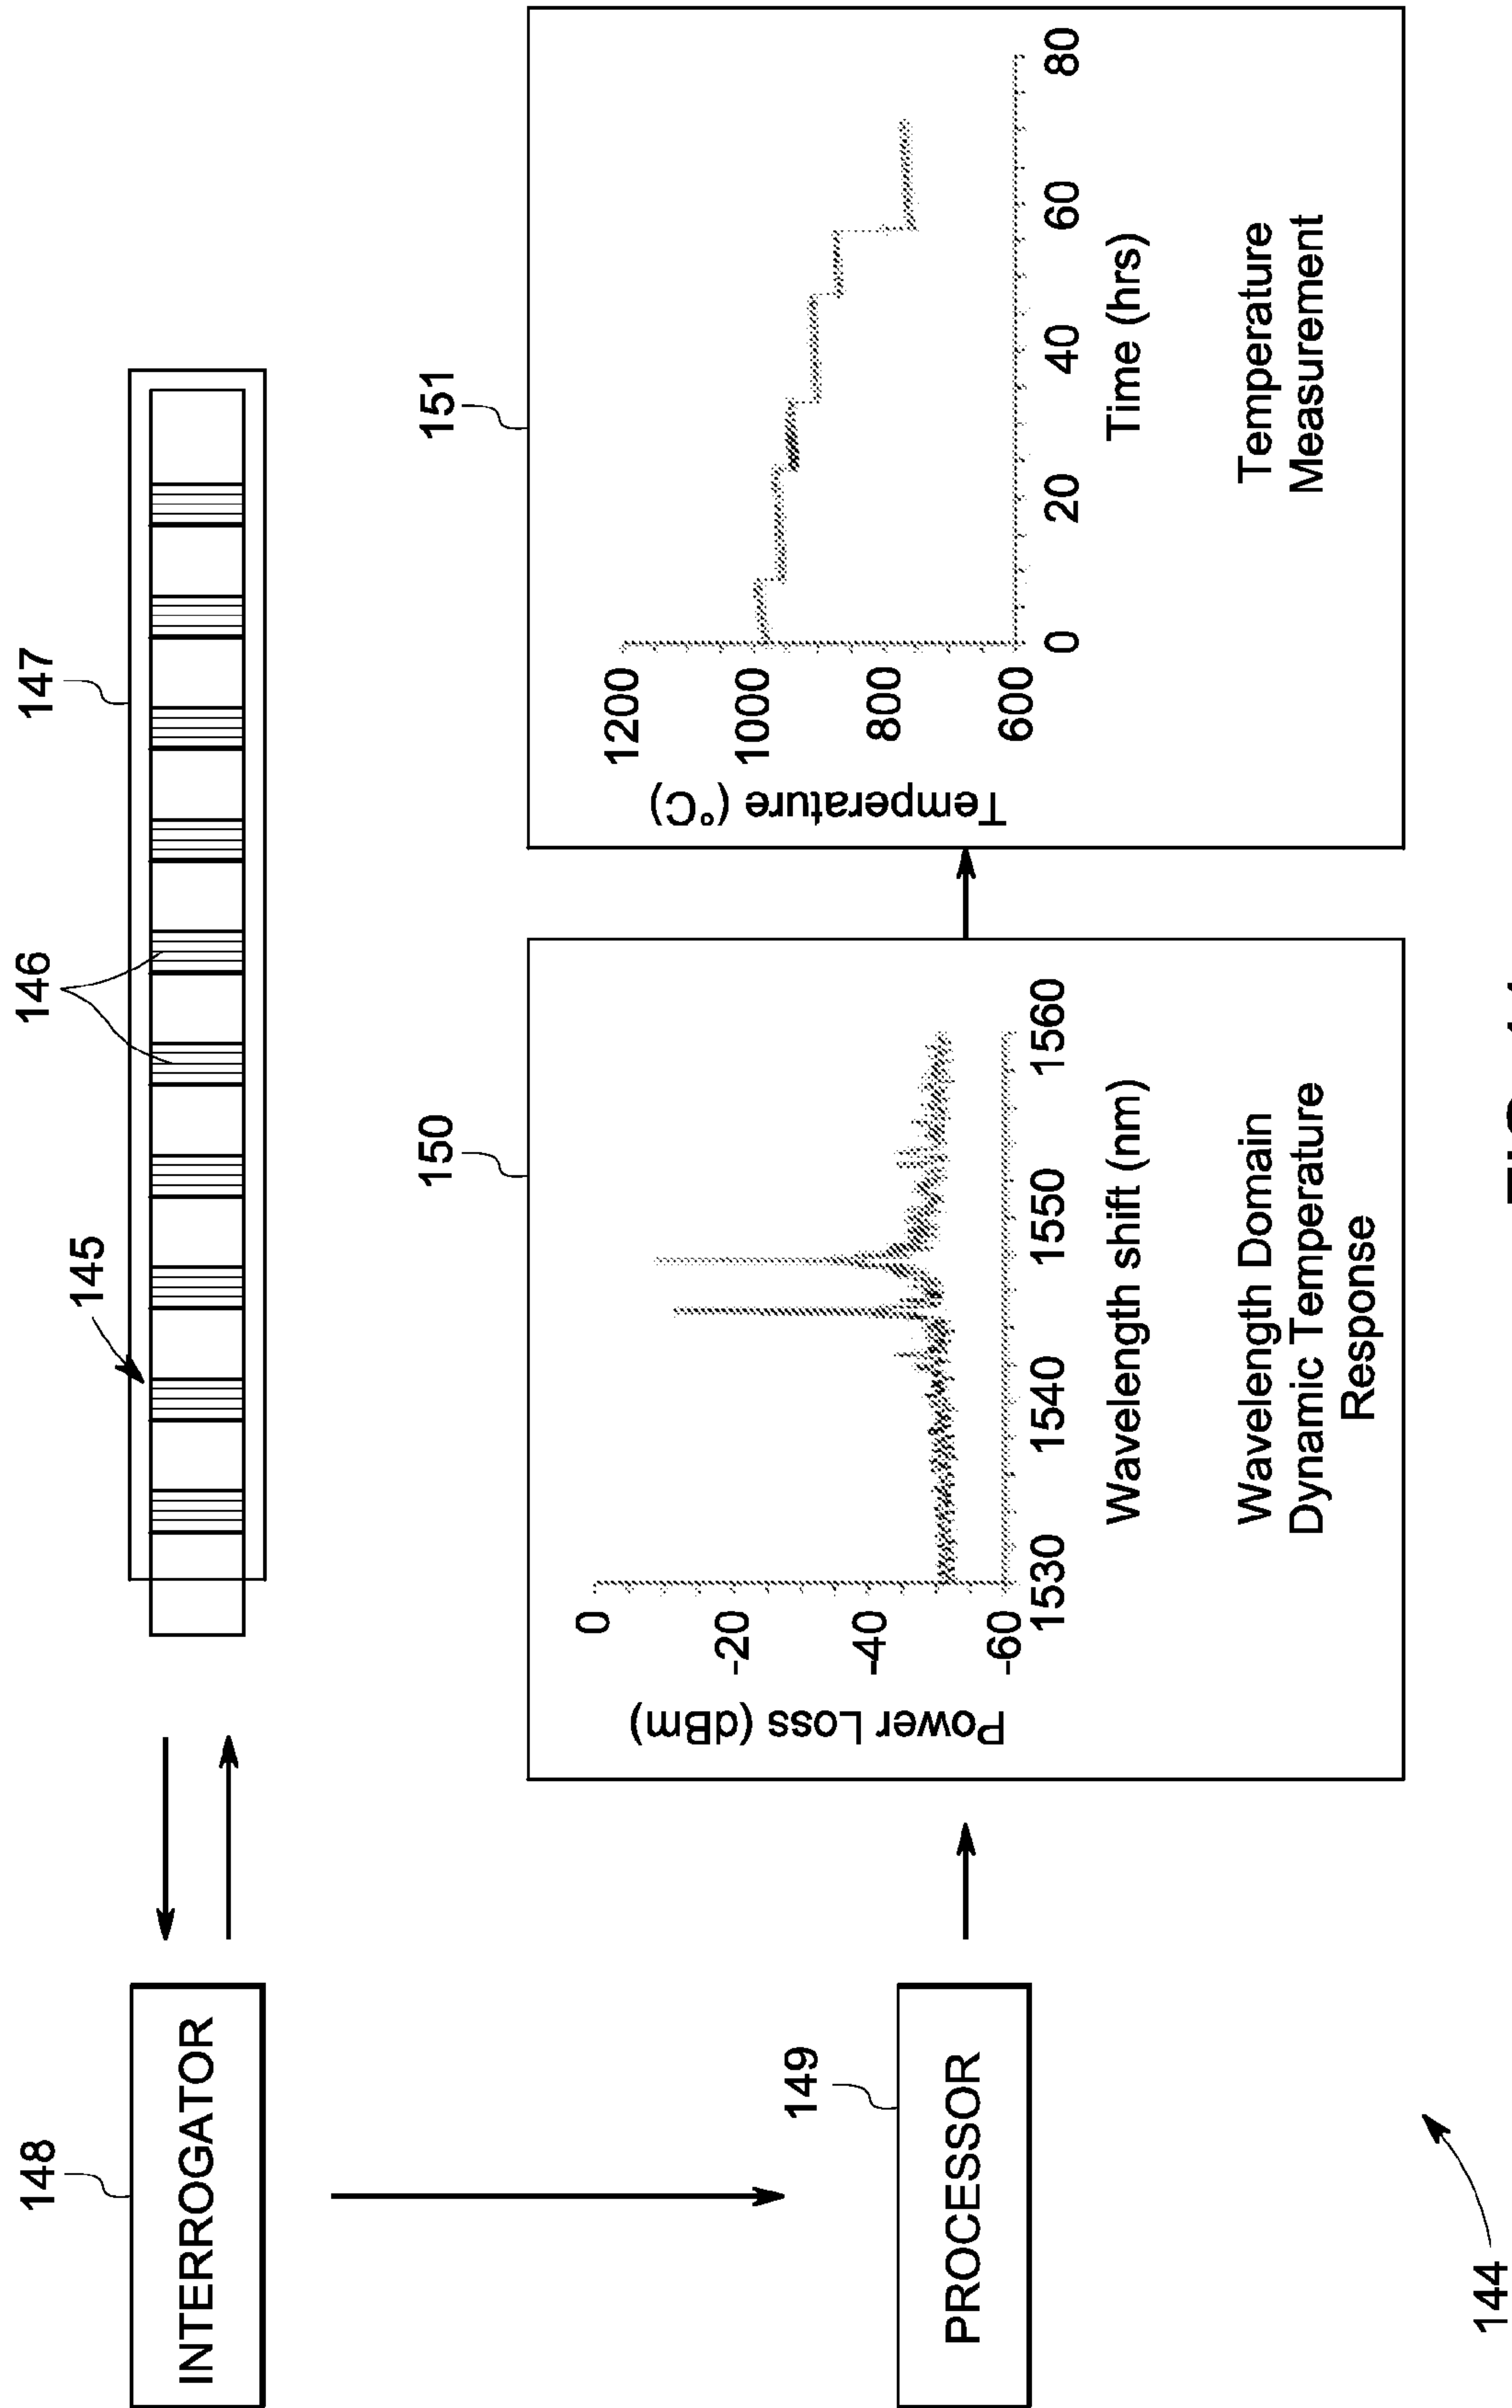 148
INTERROGATOR
145
146
147
149
PROCESSOR
150
Power Loss (dBm)
0
-20
-40
-60
1530
1540
1550
1560
Wavelength shift (nm)
Wavelength Domain
Dynamic Temperature
Response
151
Temperature (°C)
1200
1000
800
600
0
20
40
60
80
Time (hrs)
Temperature
Measurement
144